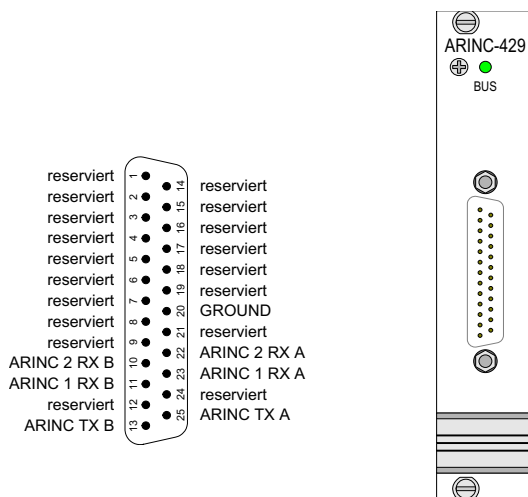 ARINC-429
BUS
reserviert 1
reserviert 2
reserviert 3
reserviert 4
reserviert 5
reserviert 6
reserviert 7
reserviert 8
reserviert 9
ARINC 2 RX B 10
ARINC 1 RX B 11
reserviert 12
ARINC TX B 13
14 reserviert
15 reserviert
16 reserviert
17 reserviert
18 reserviert
19 reserviert
20 GROUND
21 reserviert
22 ARINC 2 RX A
23 ARINC 1 RX A
24 reserviert
25 ARINC TX A